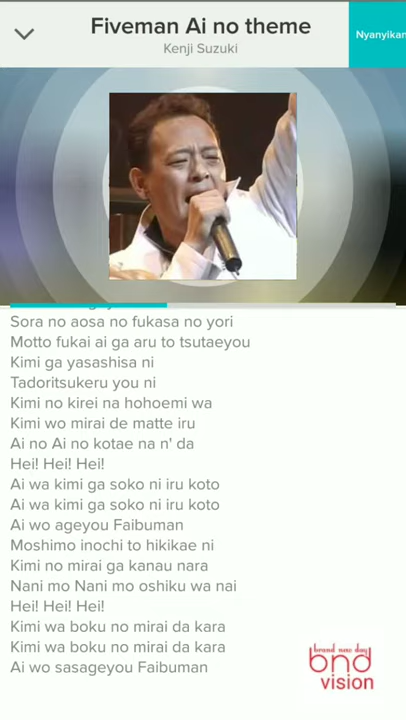 Fiveman Ai no theme
Kenji Suzuki
Nyanyikan
Sora no aosa no fukasa no yori
Motto fukai ai ga aru to tsutaeyou
Kimi ga yasashisa ni
Tadoritsukeru you ni
Kimi no kirei na hohoemi wa
Kimi wo mirai de matte iru
Ai no Ai no kotae na n' da
Hei! Hei! Hei!
Ai wa kimi ga soko ni iru koto
Ai wa kimi ga soko ni iru koto
Ai wo ageyou Faibuman
Moshimo inochi to hikikae ni
Kimi no mirai ga kanau nara
Nani mo Nani mo oshiku wa nai
Hei! Hei! Hei!
Kimi wa boku no mirai da kara
Kimi wa boku no mirai da kara
Ai wo sasageyou Faibuman
brand new day
bnd
vision